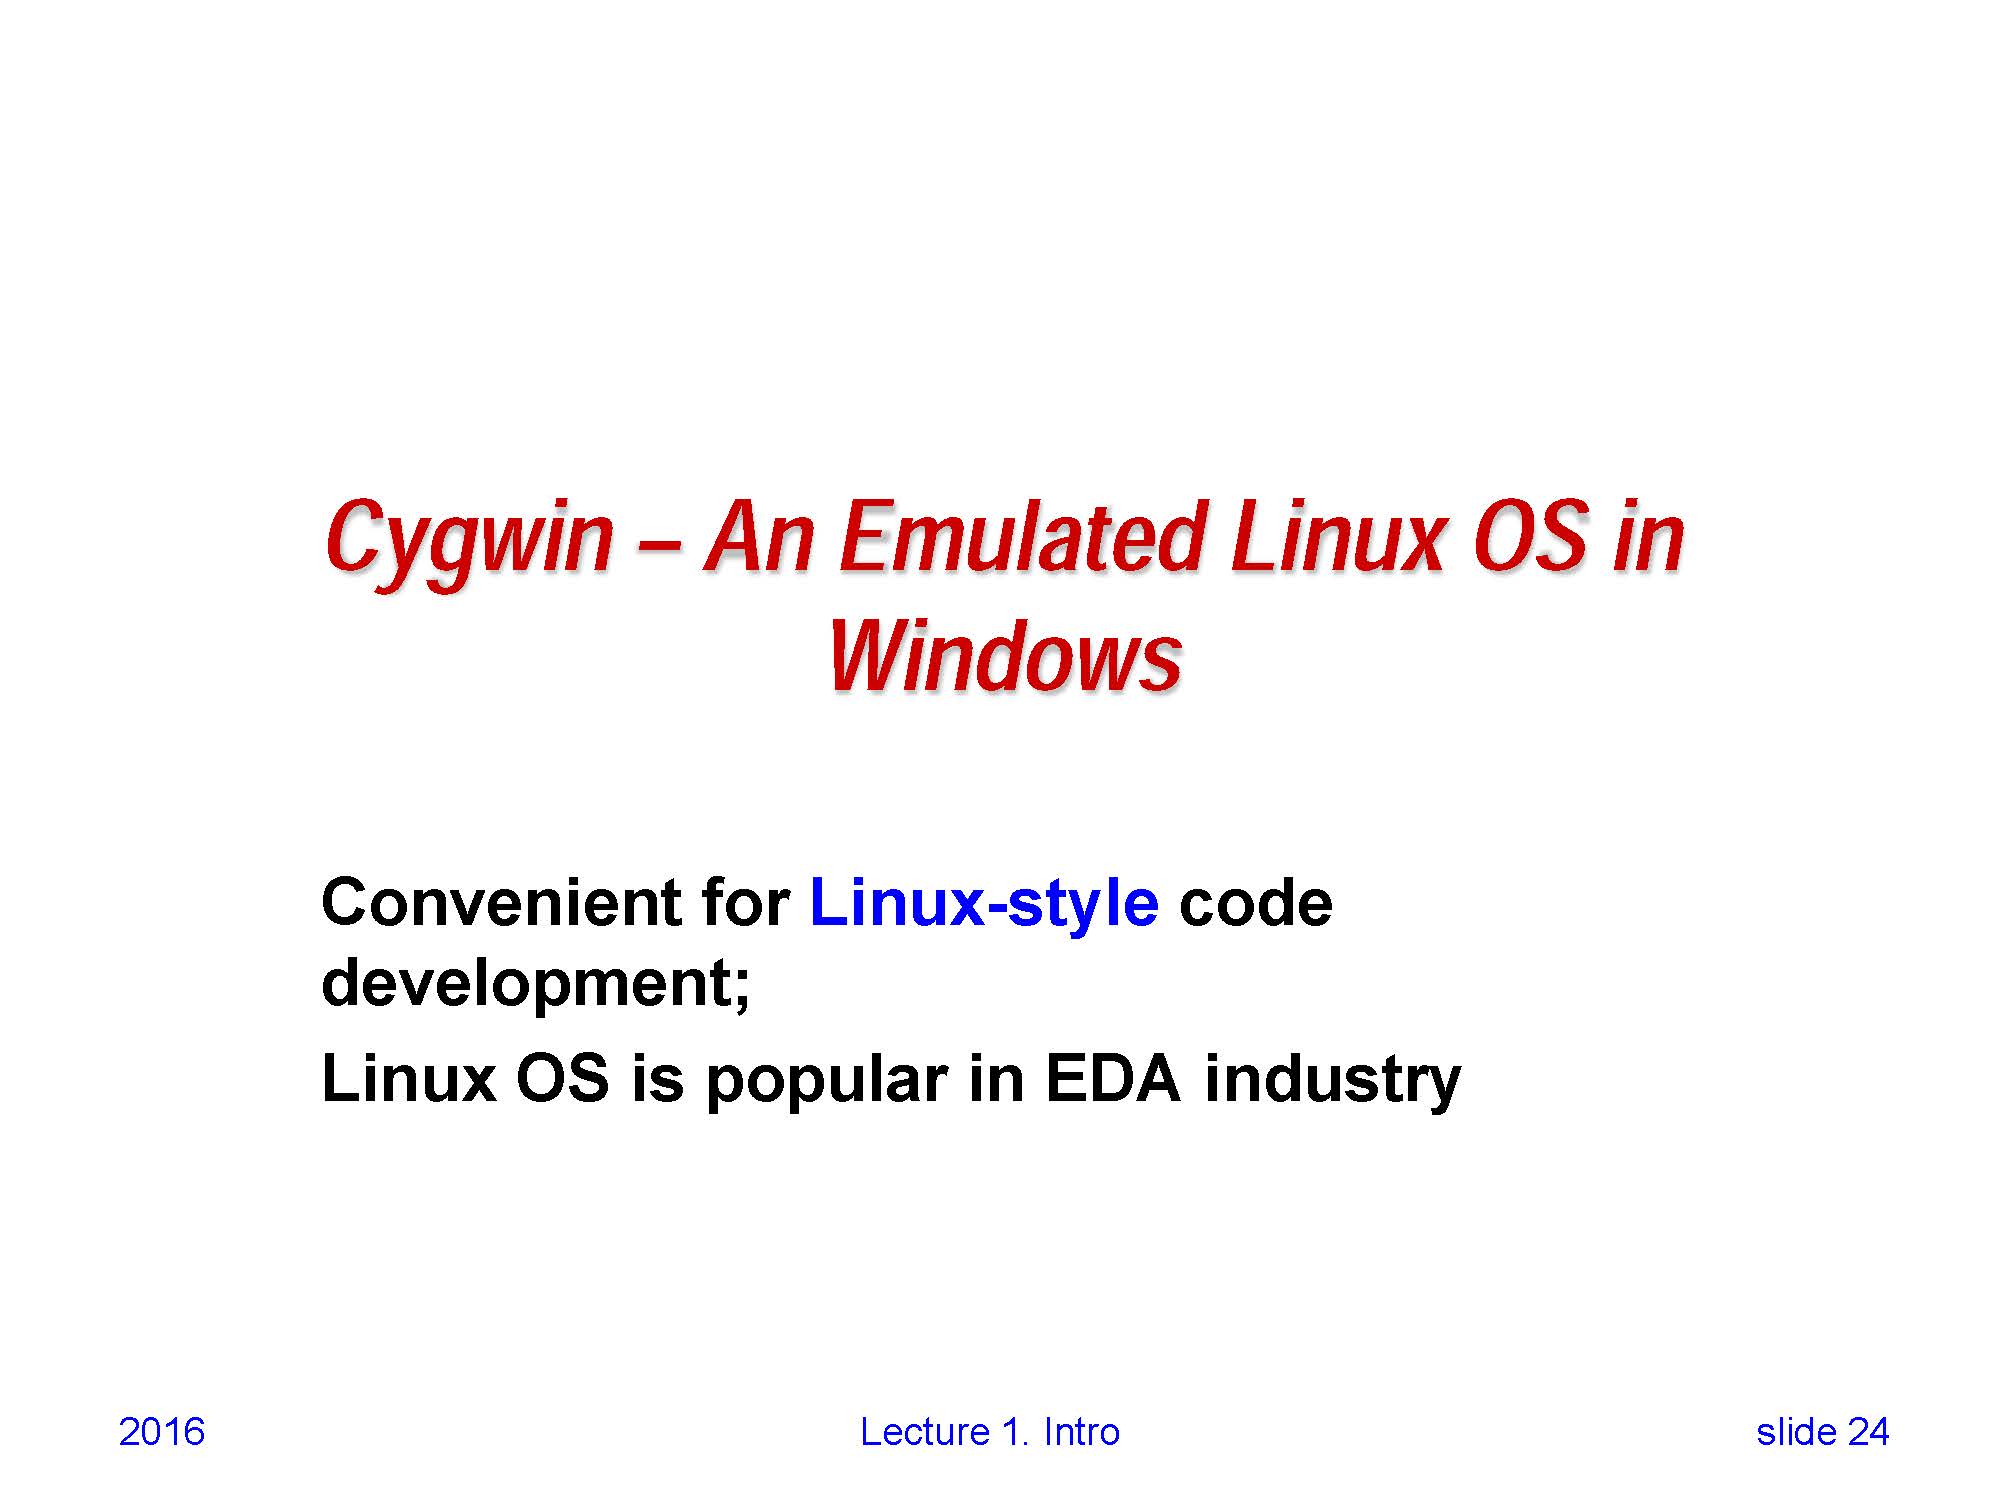 Cygwin – An Emulated Linux OS in
Windows
Convenient for Linux-style code
development;
Linux OS is popular in EDA industry
2016
Lecture 1. Intro
slide 24